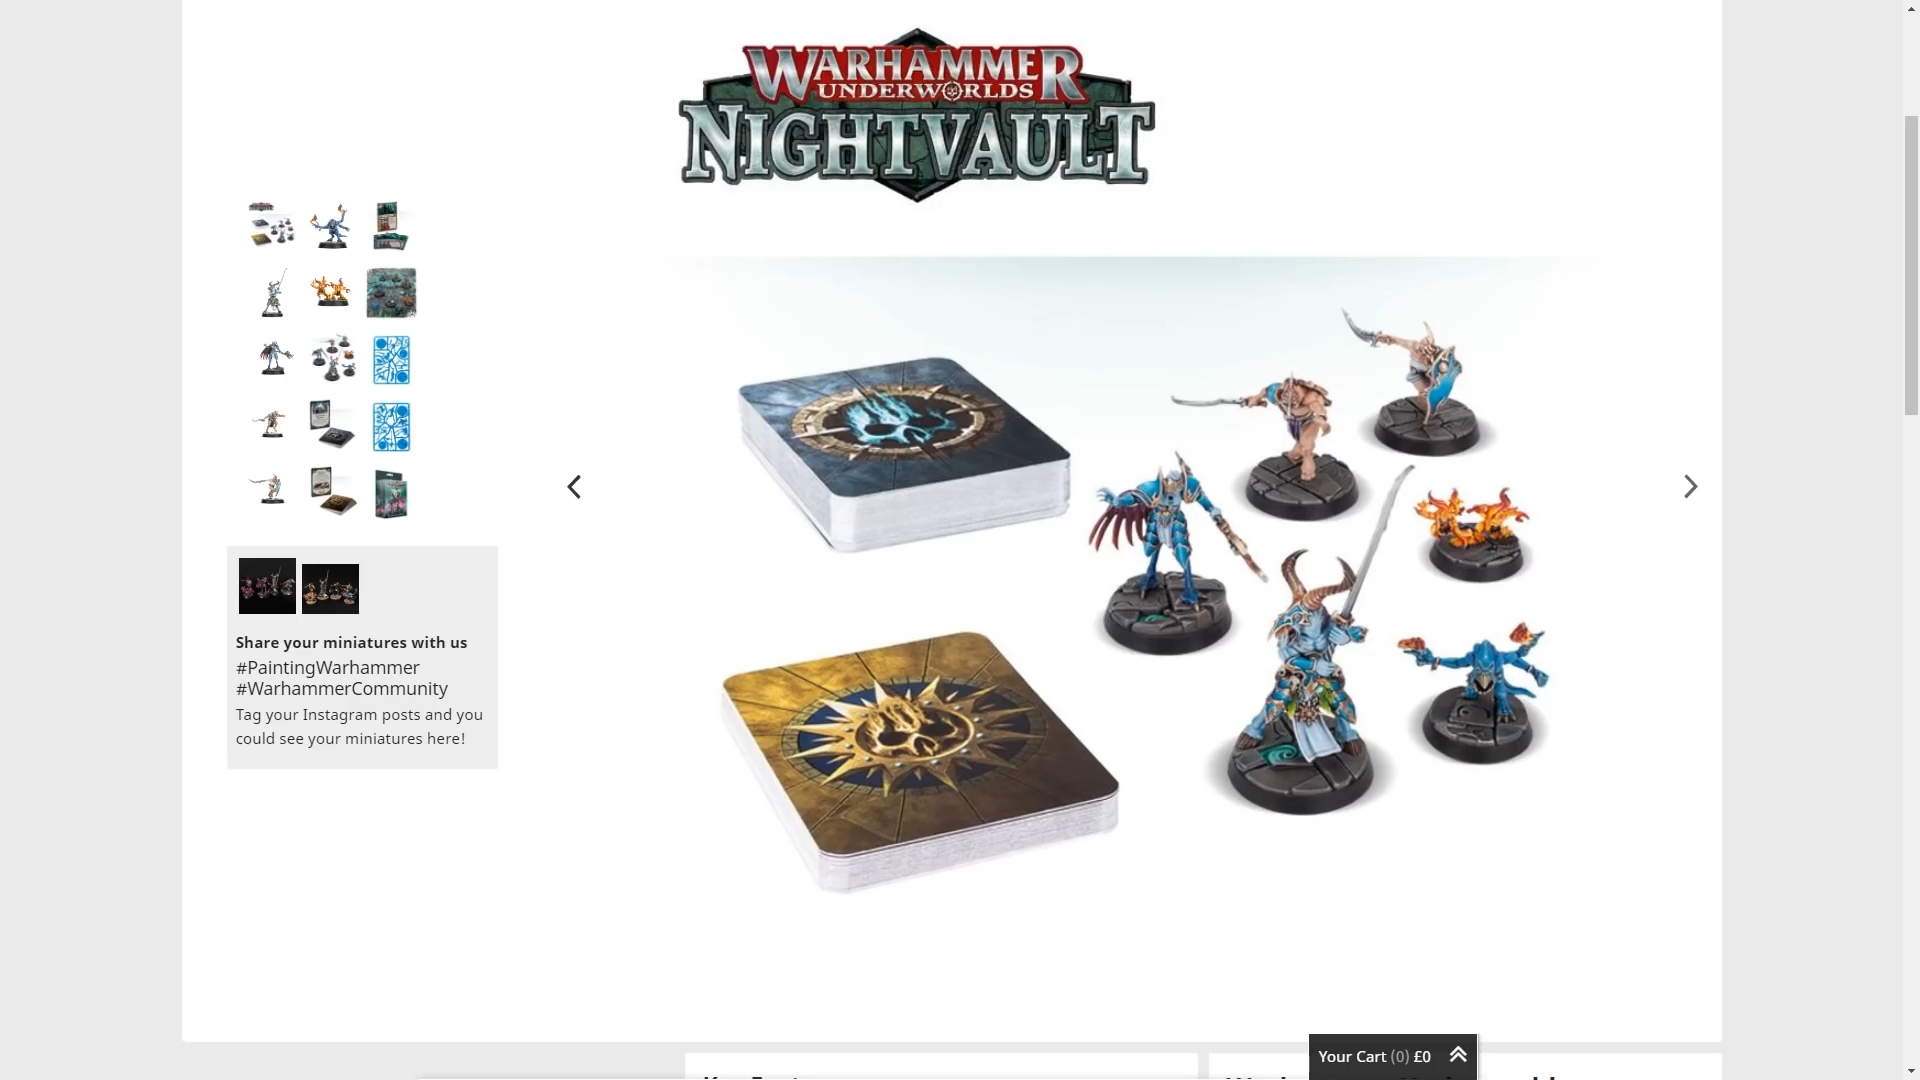 WARHAMMER
UNDERWORLDS
NIGHTVAULT
Share your miniatures with us
#PaintingWarhammer
#WarhammerCommunity
Tag your Instagram posts and you
could see your miniatures here!
Your Cart (0) £0